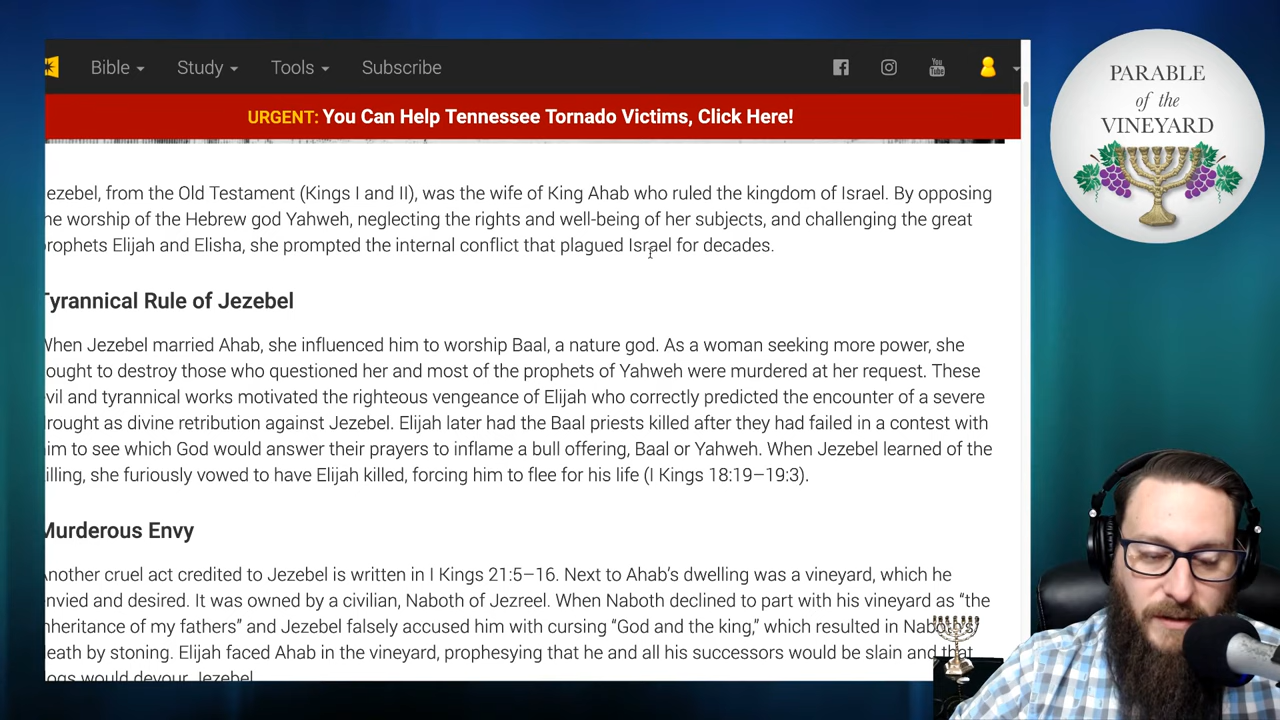 Bible Study Tools Subscribe
URGENT: You Can Help Tennessee Tornado Victims, Click Here!
PARABLE
of the
VINEYARD
ezebel, from the Old Testament (Kings I and II), was the wife of King Ahab who ruled the kingdom of Israel. By opposing
he worship of the Hebrew god Yahweh, neglecting the rights and well-being of her subjects, and challenging the great
prophets Elijah and Elisha, she prompted the internal conflict that plagued Israel for decades.
Tyrannical Rule of Jezebel
When Jezebel married Ahab, she influenced him to worship Baal, a nature god. As a woman seeking more power, she
ought to destroy those who questioned her and most of the prophets of Yahweh were murdered at her request. These
evil and tyrannical works motivated the righteous vengeance of Elijah who correctly predicted the encounter of a severe
drought as divine retribution against Jezebel. Elijah later had the Baal priests killed after they had failed in a contest with
him to see which God would answer their prayers to inflame a bull offering, Baal or Yahweh. When Jezebel learned of the
killing, she furiously vowed to have Elijah killed, forcing him to flee for his life (I Kings 18:19–19:3).
Murderous Envy
Another cruel act credited to Jezebel is written in I Kings 21:5–16. Next to Ahab’s dwelling was a vineyard, which he
envied and desired. It was owned by a civilian, Naboth of Jezreel. When Naboth declined to part with his vineyard as “the
inheritance of my fathers” and Jezebel falsely accused him with cursing “God and the king,” which resulted in Naboth's
death by stoning. Elijah faced Ahab in the vineyard, prophesying that he and all his successors would be slain and that
dogs would devour Jezebel